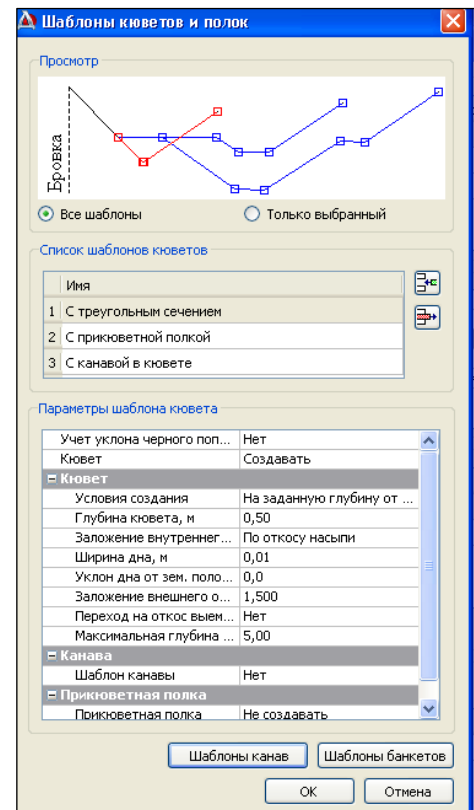 Шаблоны кюветов и полок
Просмотр
Бровка
Все шаблоны Только выбранный
Список шаблонов кюветов
Имя
1 С треугольным сечением
2 С прикюветной полкой
3 С канавой в кювете
Параметры шаблона кювета
Учет уклона черного поп... Нет
Кювет Создавать
Кювет
Условия создания На заданную глубину от ...
Глубина кювета, м 0,50
Заложение внутреннег... По откосу насыпи
Ширина дна, м 0,01
Уклон дна от зем. поло... 0,0
Заложение внешнего о... 1,500
Переход на откос выем... Нет
Максимальная глубина ... 5,00
Канава
Шаблон канавы Нет
Прикюветная полка
Прикюветная полка Не создавать
Шаблоны канав Шаблоны банкетов
ОК Отмена